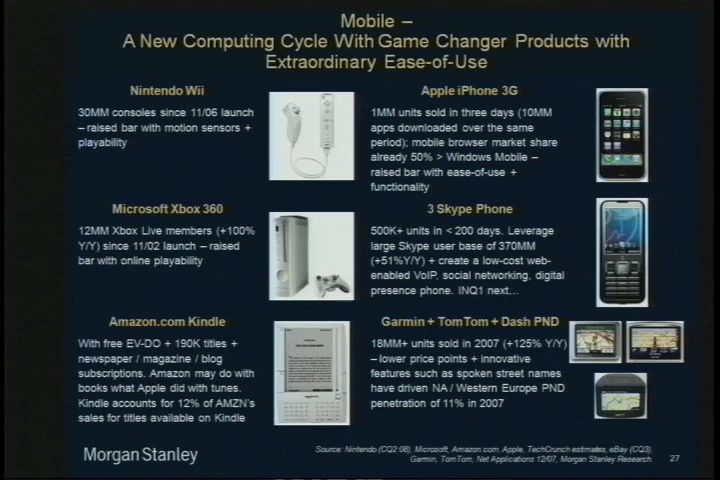 Mobile –
A New Computing Cycle With Game Changer Products with
Extraordinary Ease-of-Use
Nintendo Wii
30MM consoles since 11/06 launch
– raised bar with motion sensors +
playability
Apple iPhone 3G
1MM units sold in three days (10MM
apps downloaded over the same
period); mobile browser market share
already 50% > Windows Mobile –
raised bar with ease-of-use +
functionality
Microsoft Xbox 360
12MM Xbox Live members (+100%
Y/Y) since 11/02 launch – raised
bar with online playability
3 Skype Phone
500K+ units in < 200 days. Leverage
large Skype user base of 370MM
(+51%Y/Y) + create a low-cost web-
enabled VoIP, social networking, digital
presence phone. INQ1 next…
Amazon.com Kindle
With free EV-DO + 190K titles +
newspaper / magazine / blog
subscriptions. Amazon may do with
books what Apple did with tunes.
Kindle accounts for 12% of AMZN's
sales for titles available on Kindle
Garmin + TomTom + Dash PND
18MM+ units sold in 2007 (+125% Y/Y)
– lower price points + innovative
features such as spoken street names
have driven NA / Western Europe PND
penetration of 11% in 2007
Morgan Stanley
Source: Nintendo (CQ2:08), Microsoft, Amazon.com, Apple, TechCrunch estimates, eBay (CQ3),
Garmin, TomTom, Net Applications 12/07, Morgan Stanley Research.
27